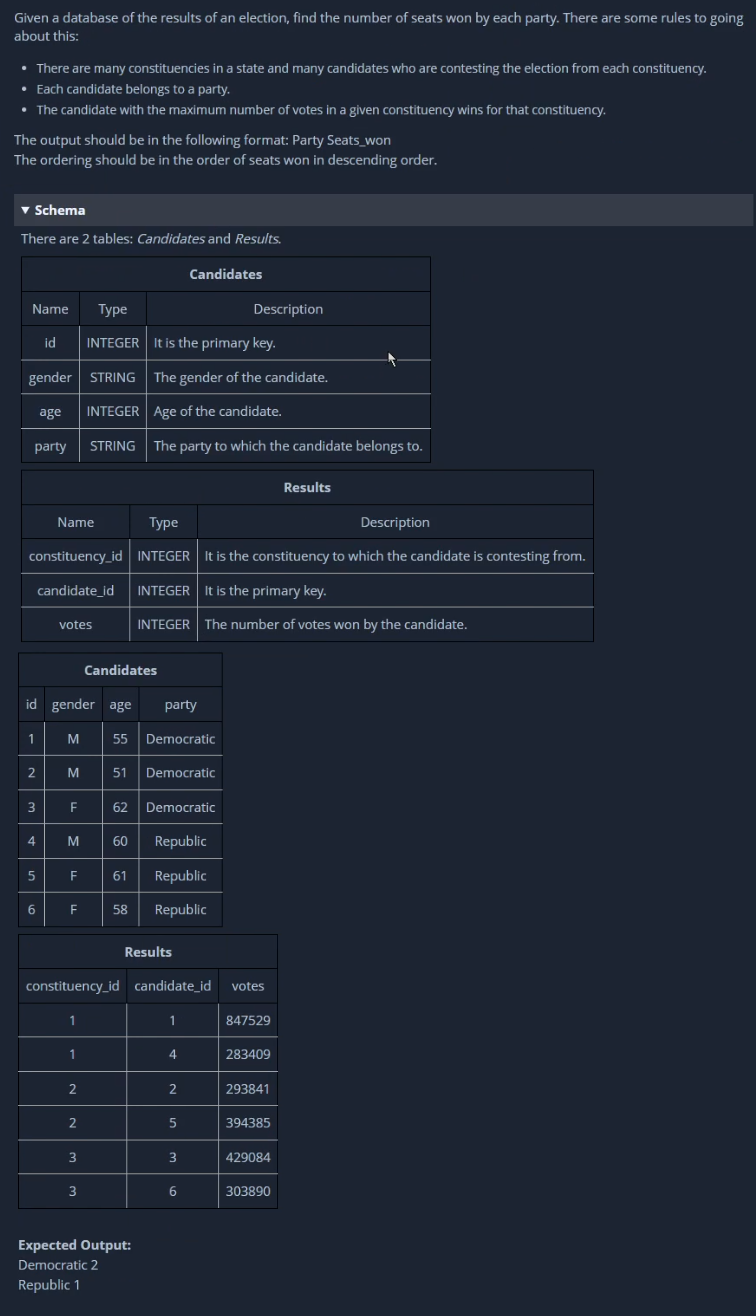 Given a database of the results of an election, find the number of seats won by each party. There are some rules to going
about this:
• There are many constituencies in a state and many candidates who are contesting the election from each constituency.
• Each candidate belongs to a party.
• The candidate with the maximum number of votes in a given constituency wins for that constituency.
The output should be in the following format: Party Seats_won
The ordering should be in the order of seats won in descending order.
▼ Schema
There are 2 tables: Candidates and Results.
Candidates
Name Type Description
id INTEGER It is the primary key.
gender STRING The gender of the candidate.
age INTEGER Age of the candidate.
party STRING The party to which the candidate belongs to.
Results
Name Type Description
constituency_id INTEGER It is the constituency to which the candidate is contesting from.
candidate_id INTEGER It is the primary key.
votes INTEGER The number of votes won by the candidate.
Candidates
id gender age party
1 M 55 Democratic
2 M 51 Democratic
3 F 62 Democratic
4 M 60 Republic
5 F 61 Republic
6 F 58 Republic
Results
constituency_id candidate_id votes
1 1 847529
1 4 283409
2 2 293841
2 5 394385
3 3 429084
3 6 303890
Expected Output:
Democratic 2
Republic 1